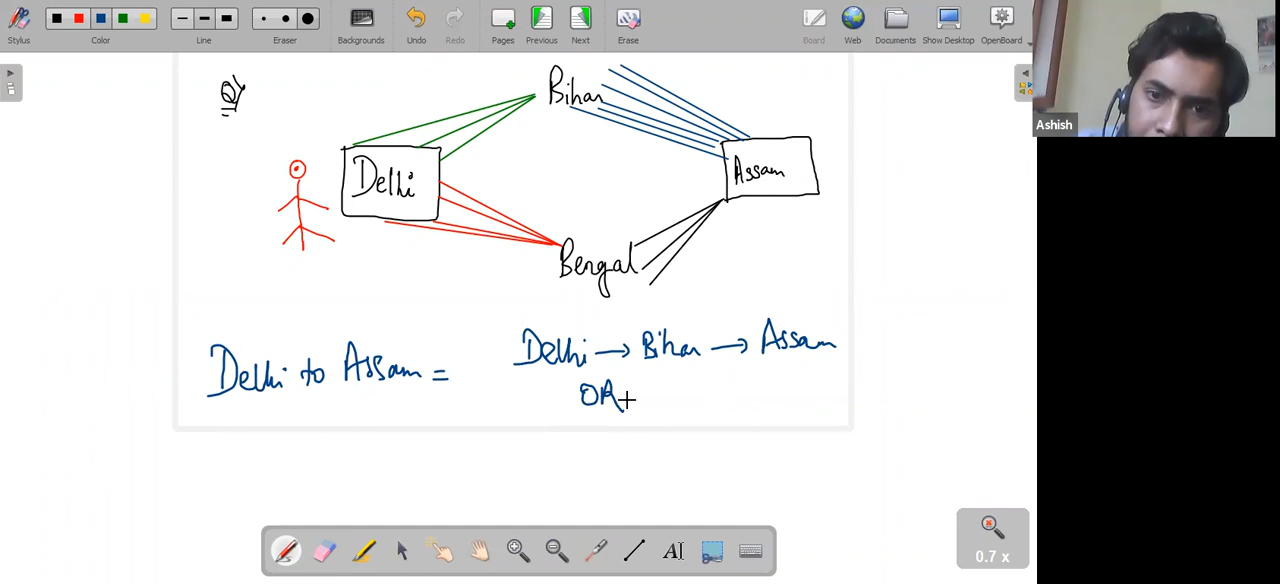 Stylus
Color
Line
Eraser
Backgrounds
Undo
Redo
Pages
Previous
Next
Erase
Board
Web
Documents
Show Desktop
OpenBoard
Q
Bihar
Delhi
Assam
Bengal
Ashish
Delhi to Assam = Delhi → Bihar → Assam
OR
AI
0.7 x